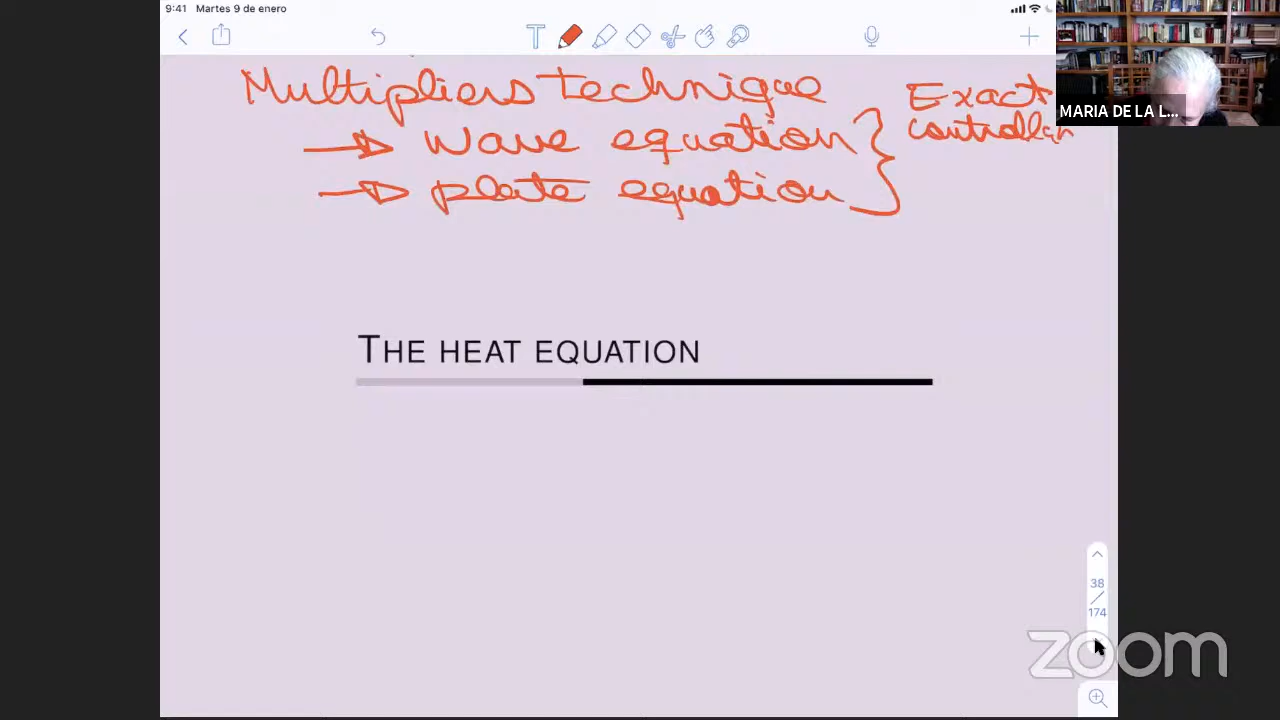 9:41 Martes 9 de enero
Multipliers technique
→ wave equation
→ plate equation
Exact
MARIA DE LA L...
THE HEAT EQUATION
38
174
zoom